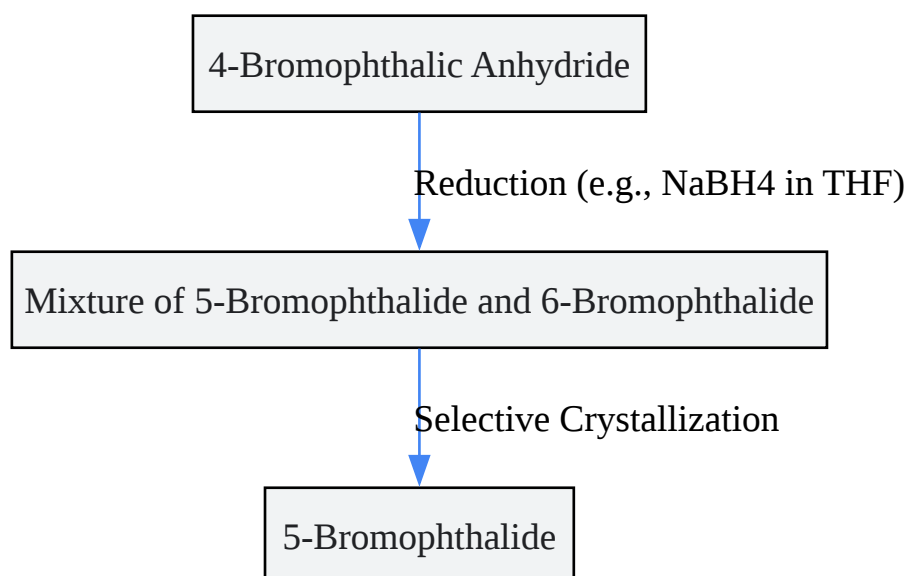 4-Bromophthalic Anhydride
Reduction (e.g., NaBH4 in THF)
Mixture of 5-Bromophthalide and 6-Bromophthalide
Selective Crystallization
5-Bromophthalide